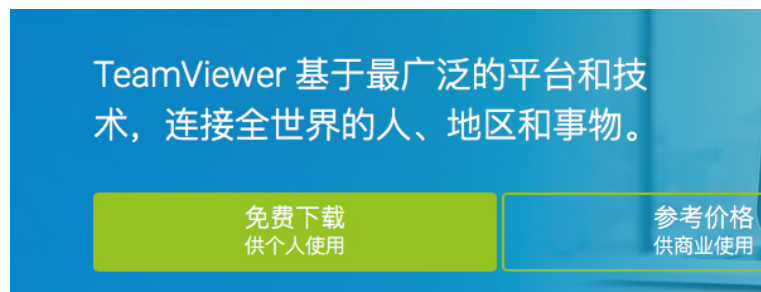 TeamViewer 基于最广泛的平台和技
术，连接全世界的人、地区和事物。
免费下载
供个人使用
参考价格
供商业使用